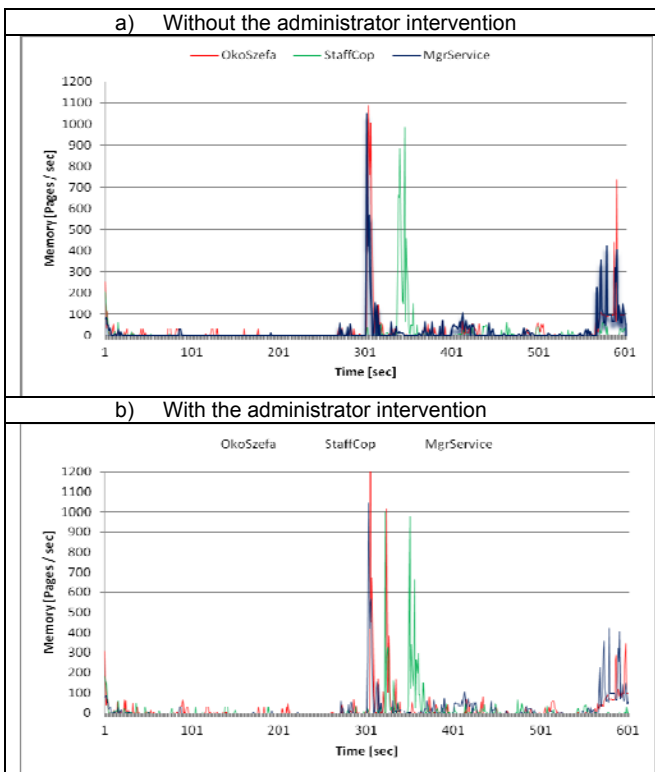 a) Without the administrator intervention
OkoSzefa StaffCop MgrService
1200
1100
1000
900
800
700
600
500
400
300
200
100
0
Memory [Pages / sec]
1 101 201 301 401 501 601
Time [sec]
b) With the administrator intervention
OkoSzefa StaffCop MgrService
1200
1100
1000
900
800
700
600
500
400
300
200
100
0
Memory [Pages / sec]
1 101 201 301 401 501 601
Time [sec]